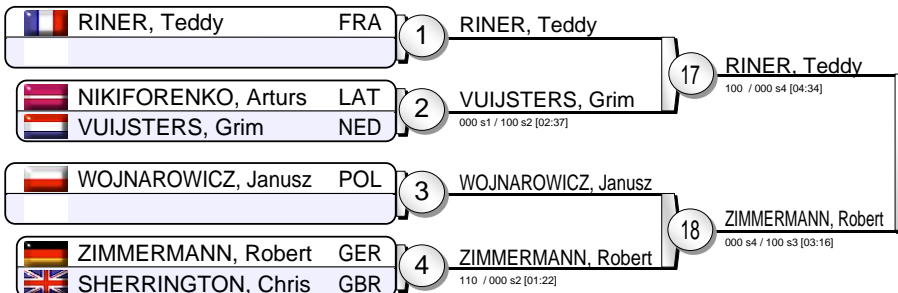 RINER, Teddy FRA
1
RINER, Teddy
17
RINER, Teddy
100 / 000 s4 [04:34]
NIKIFORENKO, Arturs LAT
VUIJSTERS, Grim NED
2
VUIJSTERS, Grim
000 s1 / 100 s2 [02:37]
WOJNAROWICZ, Janusz POL
3
WOJNAROWICZ, Janusz
18
ZIMMERMANN, Robert
000 s4 / 100 s3 [03:16]
ZIMMERMANN, Robert GER
SHERRINGTON, Chris GBR
4
ZIMMERMANN, Robert
110 / 000 s2 [01:22]